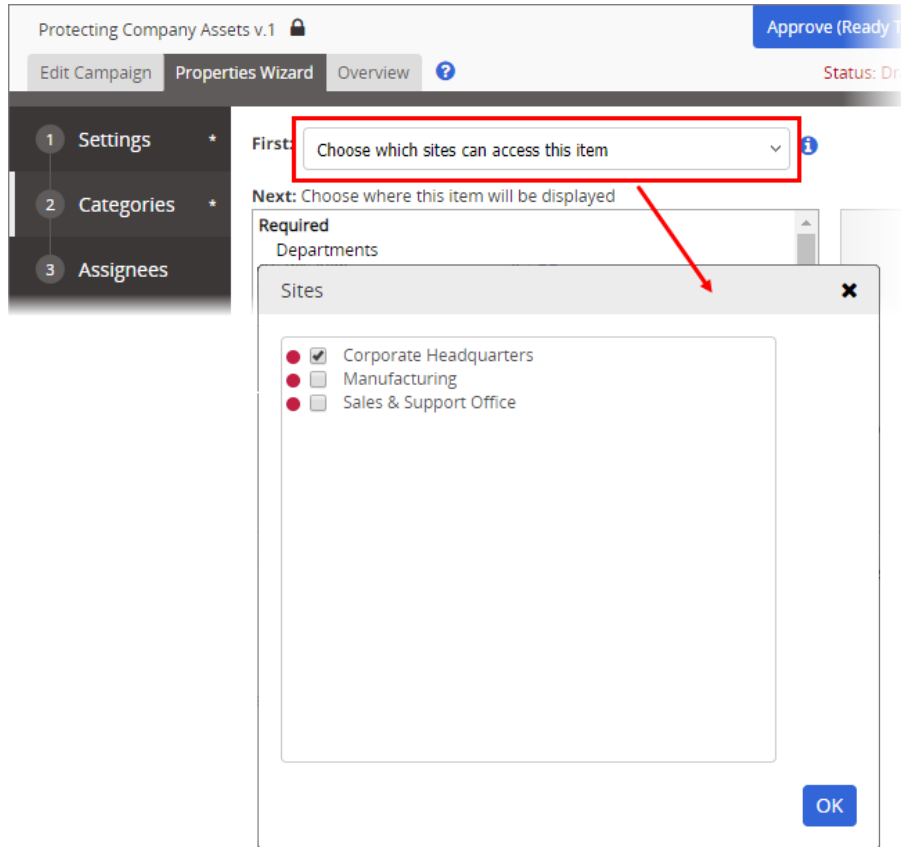 Protecting Company Assets v.1
Approve (Ready
Edit Campaign Properties Wizard Overview ?
Status:
1 Settings *
First: Choose which sites can access this item i
2 Categories *
Next: Choose where this item will be displayed
Required
Departments
3 Assignees
Sites
Corporate Headquarters
Manufacturing
Sales & Support Office
OK